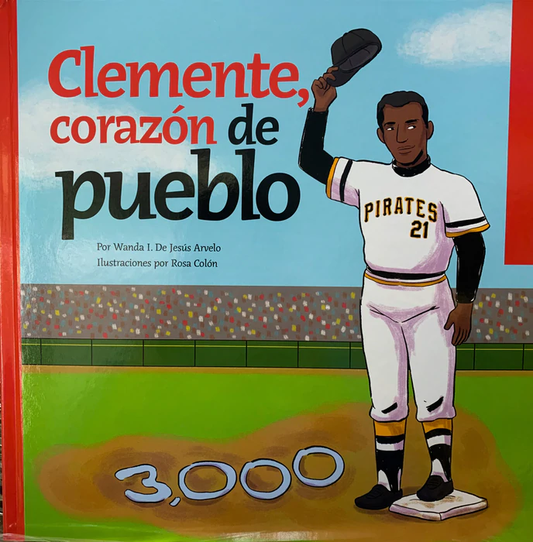 Clemente,
corazón de
pueblo
Por Wanda I. De Jesús Arvelo
Ilustraciones por Rosa Colón
PIRATES
21
3,000